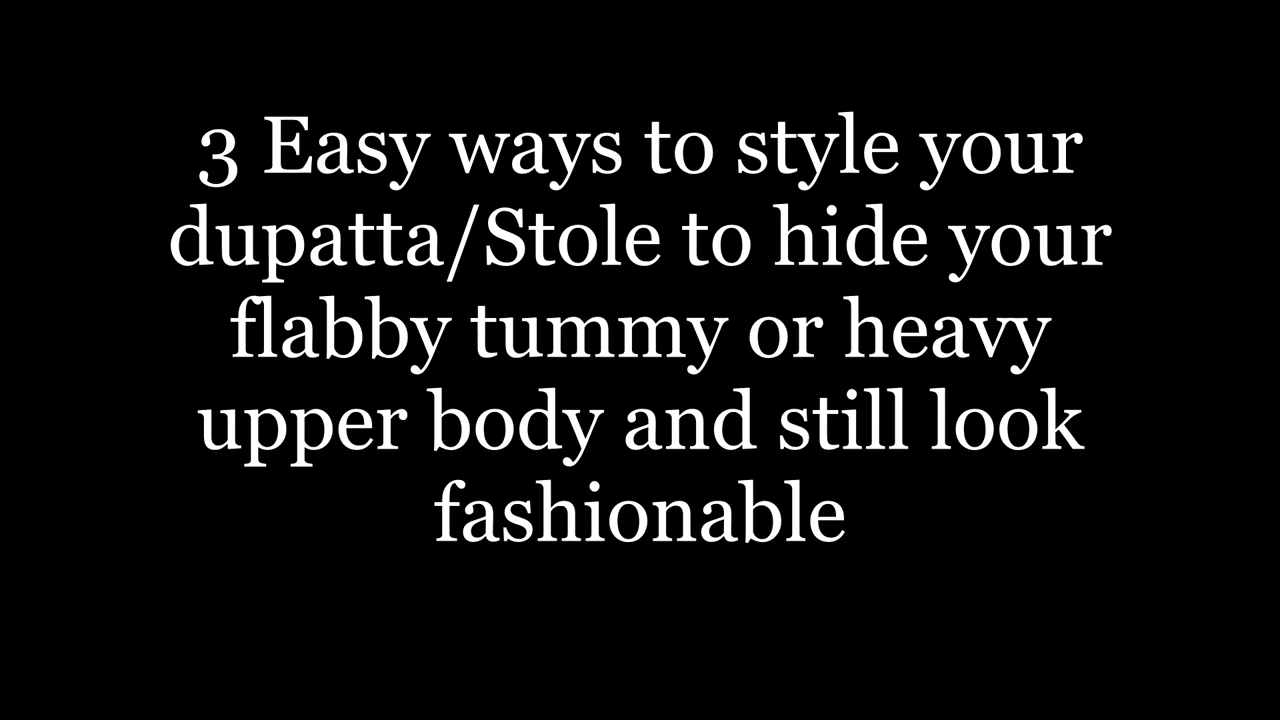 3 Easy ways to style your
dupatta/Stole to hide your
flabby tummy or heavy
upper body and still look
fashionable